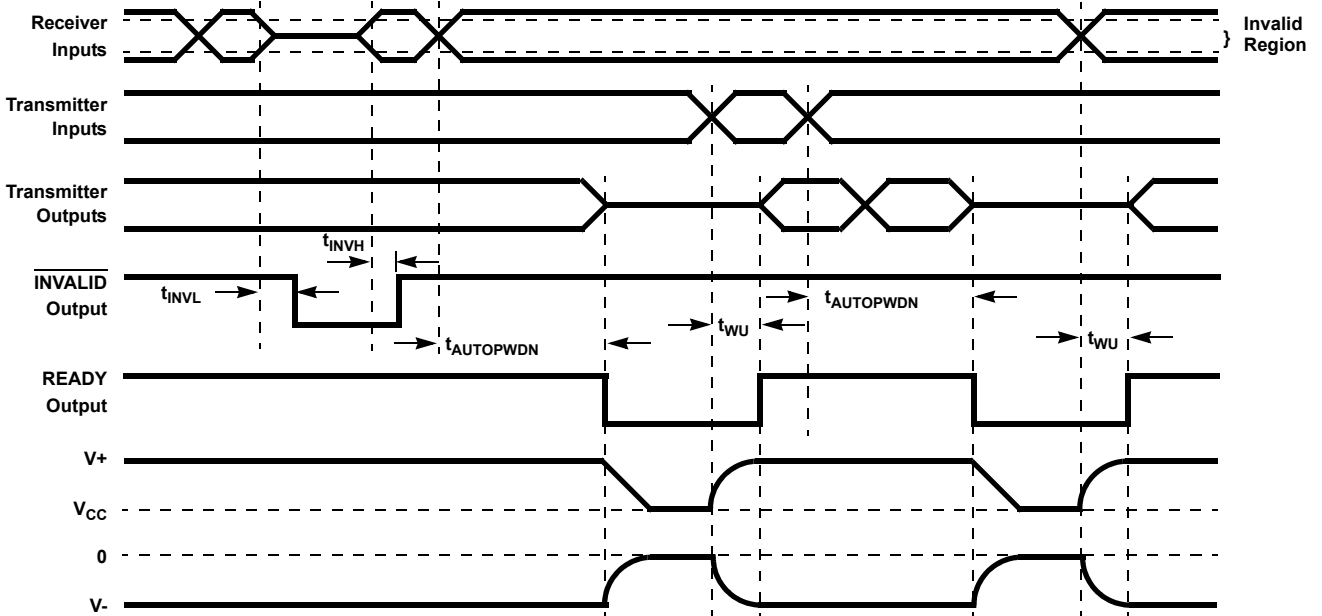 Receiver
Inputs
} Invalid
Region
Transmitter
Inputs
Transmitter
Outputs
tINVH
INVALID
Output
tINVL
tAUTOPWDN
tWU
tAUTOPWDN
tWU
READY
Output
V+
VCC
0
V-